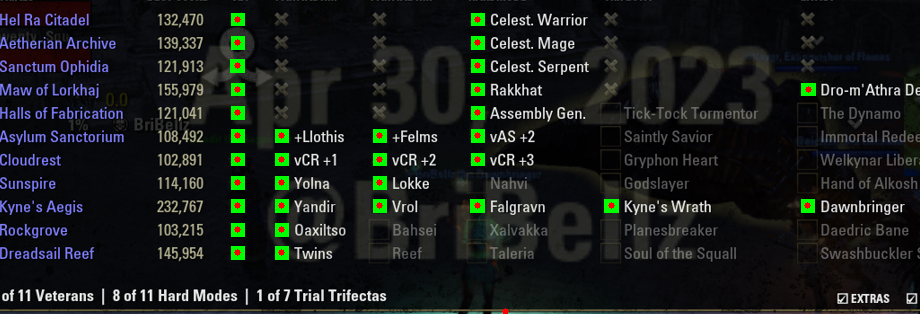 Hel Ra Citadel 132,470 Celest. Warrior
Aetherian Archive 139,337 Celest. Mage
Sanctum Ophidia 121,913 Celest. Serpent
Maw of Lorkhaj 155,979 Rakkhat Dro-m'Athra De
Halls of Fabrication 121,041 Assembly Gen. Tick-Tock Tormentor The Dynamo
Asylum Sanctorium 108,492 +Llothis +Felms vAS +2 Saintly Savior Immortal Redee
Cloudrest 102,891 vCR +1 vCR +2 vCR +3 Gryphon Heart Welkynar Libera
Sunspire 114,160 Yolna Lokke Nahvi Godslayer Hand of Alkosh
Kyne's Aegis 232,767 Yandir Vrol Falgravn Kyne's Wrath Dawnbringer
Rockgrove 103,215 Oaxiltso Bahsei Xalvakka Planesbreaker Daedric Bane
Dreadsail Reef 145,954 Twins Reef Taleria Soul of the Squall Swashbuckler S
of 11 Veterans | 8 of 11 Hard Modes | 1 of 7 Trial Trifectas
EXTRAS
Apr 30 2023